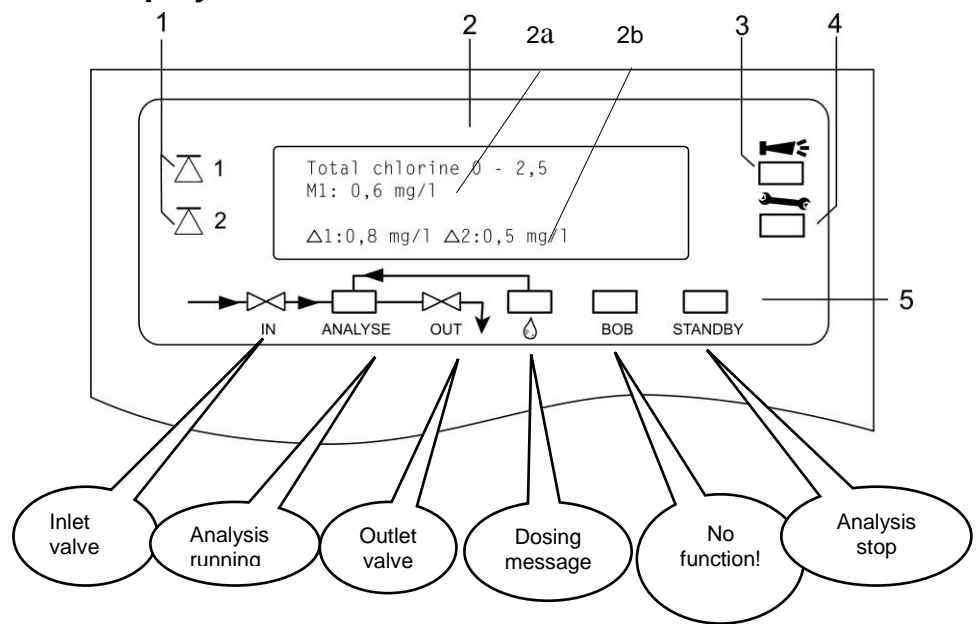 1
2
2a
2b
3
4
1
2
Total chlorine 0 - 2,5
M1: 0,6 mg/l
△1:0,8 mg/l △2:0,5 mg/l
5
IN
ANALYSE
OUT
BOB
STANDBY
Inlet
valve
Analysis
running
Outlet
valve
Dosing
message
No
function!
Analysis
stop